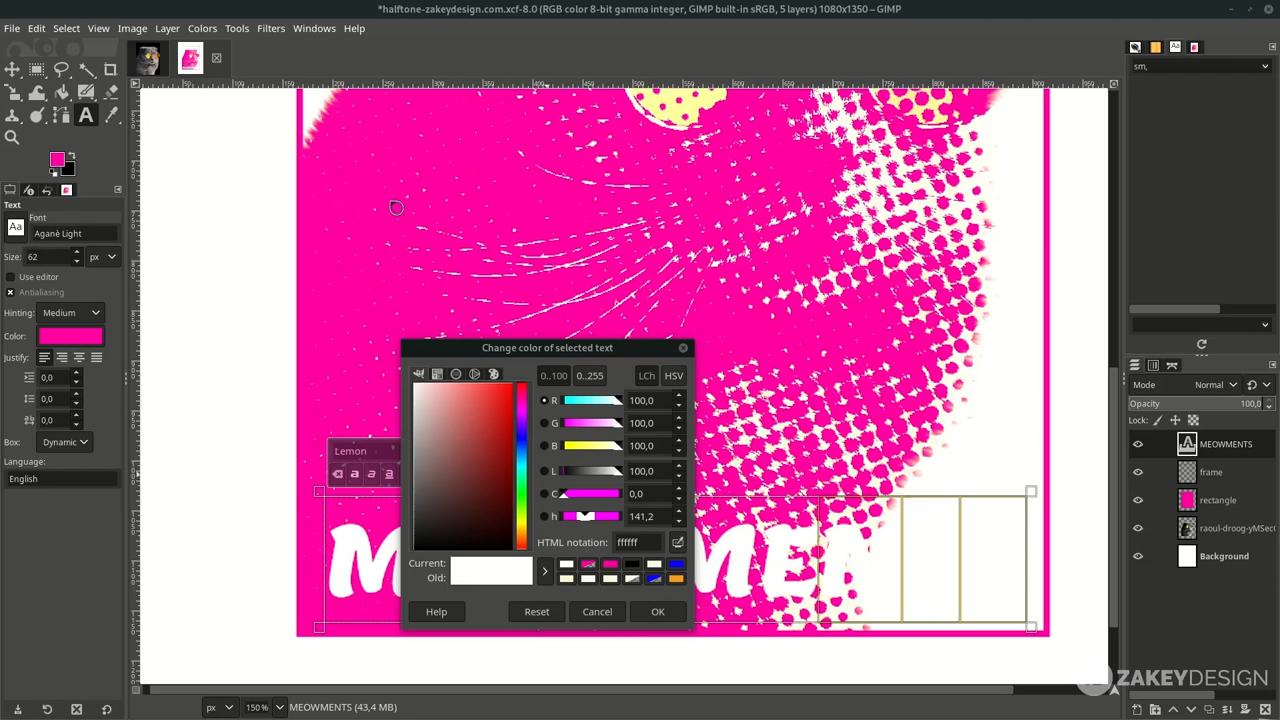 *halftone-zakeydesign.com.xcf-8.0 (RGB color 8-bit gamma integer, GIMP built-in sRGB, 5 layers) 1080x1350 – GIMP
File Edit Select View Image Layer Colors Tools Filters Windows Help
sm,
Text
Font
Aa
Aganè Light
Size: 62 px
Use editor
Antialiasing
Hinting: Medium
Color:
Justify:
0,0
0,0
0,0
Box: Dynamic
Language:
English
Lemon
Change color of selected text
0..100 0..255 LCh HSV
R 100,0
G 100,0
B 100,0
L 100,0
C 0,0
h 141,2
HTML notation: ffffff
Current:
Old:
Help Reset Cancel OK
Mode Normal
Opacity 100,0
Lock:
MEOWMENTS
frame
rectangle
raoul-droog-yMSect
Background
px 150 % MEOWMENTS (43,4 MB)
ZAKEYDESIGN